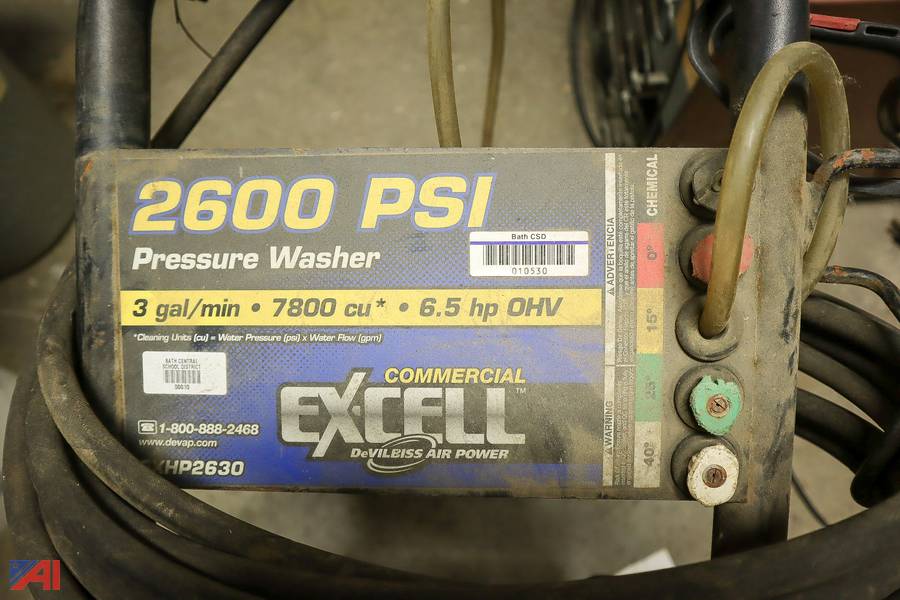 2600 PSI
Pressure Washer
Bath CSD
010530
3 gal/min • 7800 cu* • 6.5 hp OHV
*Cleaning Units (cu) = Water Pressure (psi) x Water Flow (gpm)
BATH CENTRAL
SCHOOL DISTRICT
COMMERCIAL
EX-CELL™
DeVILBISS AIR POWER
1-800-888-2468
www.devap.com
XHP2630
ADVERTENCIA
WARNING
CHEMICAL
0°
15°
25°
40°
AI